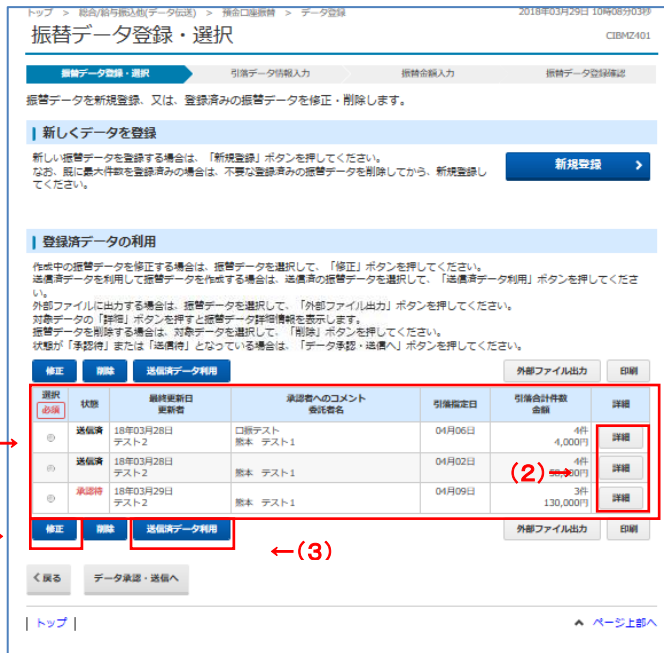 トップ > 総合/給与振込他(データ伝送) > 預金口座振替 > データ登録
2018年03月29日 10時08分03秒
振替データ登録・選択
CIBMZ401
振替データ登録・選択
引落データ情報入力
振替金額入力
振替データ登録確認
振替データを新規登録、又は、登録済みの振替データを修正・削除します。
新しくデータを登録
新しい振替データを登録する場合は、「新規登録」ボタンを押してください。
なお、既に最大件数を登録済みの場合は、不要な登録済みの振替データを削除してから、新規登録し
てください。
新規登録 >
登録済データの利用
作成中の振替データを修正する場合は、振替データを選択して、「修正」ボタンを押してください。
送信済データを利用して振替データを作成する場合は、送信済の振替データを選択して、「送信済データ利用」ボタンを押してくださ
い。
外部ファイルに出力する場合は、振替データを選択して、「外部ファイル出力」ボタンを押してください。
対象データの「詳細」ボタンを押すと振替データ詳細情報を表示します。
振替データを削除する場合は、対象データを選択して、「削除」ボタンを押してください。
状態が「承認待」または「送信待」となっている場合は、「データ承認・送信へ」ボタンを押してください。
修正 削除 送信済データ利用 外部ファイル出力 印刷
選択
必須
状態
最終更新日
更新者
承認者へのコメント
委託者名
引落指定日
引落合計件数
金額
詳細
送信済 18年03月28日 口振テスト 04月06日 4件
テスト2 熊本 テスト1 4,000円 詳細
送信済 18年03月28日 04月02日 4件
テスト2 熊本 テスト1 詳細
(2)→
承認待 18年03月29日 04月09日 3件
テスト2 熊本 テスト1 130,000円 詳細
修正 削除 送信済データ利用 外部ファイル出力 印刷
←(3)
< 戻る データ承認・送信へ
| トップ | ページ上部へ